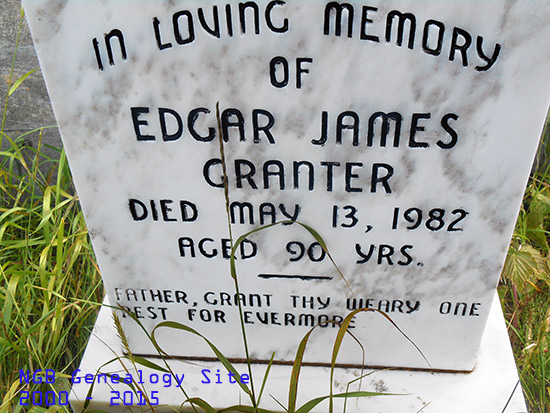 IN LOVING MEMORY
OF
EDGAR JAMES
GRANTER
DIED MAY 13, 1982
AGED 90 YRS.
FATHER, GRANT THY WEARY ONE
REST FOR EVERMORE
NGB Genealogy Site
2000 - 2015